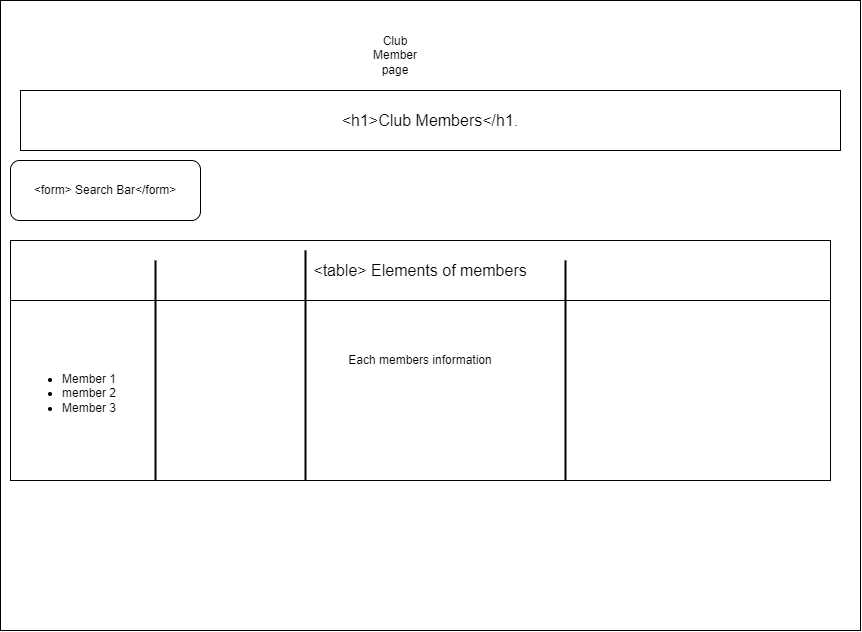 Club
Member
page
<h1>Club Members</h1.
<form> Search Bar</form>
<table> Elements of members
Each members information
Member 1
member 2
Member 3